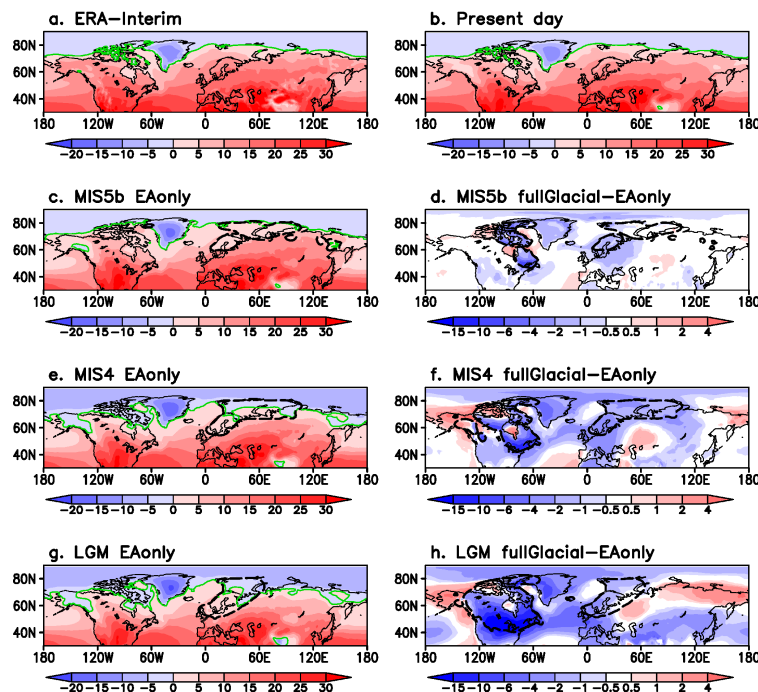 a. ERA-Interim
80N
60N
40N
180 120W 60W 0 60E 120E 180
-20 -15 -10 -5 0 5 10 15 20 25 30
b. Present day
80N
60N
40N
180 120W 60W 0 60E 120E 180
-20 -15 -10 -5 0 5 10 15 20 25 30
c. MIS5b EAonly
80N
60N
40N
180 120W 60W 0 60E 120E 180
-20 -15 -10 -5 0 5 10 15 20 25 30
d. MIS5b fullGlacial-EAonly
80N
60N
40N
180 120W 60W 0 60E 120E 180
-15 -10 -6 -4 -2 -1 -0.5 0.5 1 2 4
e. MIS4 EAonly
80N
60N
40N
180 120W 60W 0 60E 120E 180
-20 -15 -10 -5 0 5 10 15 20 25 30
f. MIS4 fullGlacial-EAonly
80N
60N
40N
180 120W 60W 0 60E 120E 180
-15 -10 -6 -4 -2 -1 -0.5 0.5 1 2 4
g. LGM EAonly
80N
60N
40N
180 120W 60W 0 60E 120E 180
-20 -15 -10 -5 0 5 10 15 20 25 30
h. LGM fullGlacial-EAonly
80N
60N
40N
180 120W 60W 0 60E 120E 180
-15 -10 -6 -4 -2 -1 -0.5 0.5 1 2 4